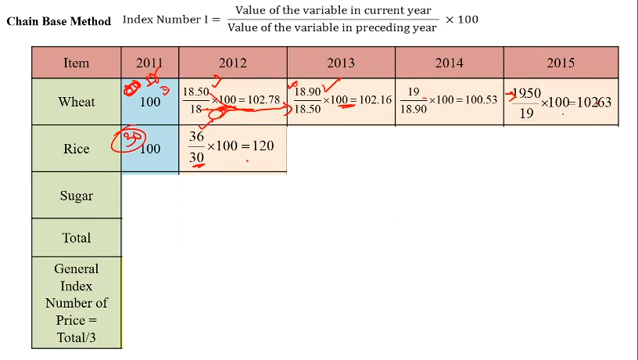 Chain Base Method Index Number I = Value of the variable in current year / Value of the variable in preceding year × 100
Item 2011 2012 2013 2014 2015
Wheat 100 18.50/18 ×100 = 102.78 18.90/18.50 ×100 = 102.16 19/18.90 ×100 = 100.53 19.50/19 ×100 = 102.63
Rice 30 100 36/30 ×100 = 120
Sugar
Total
General
Index
Number of
Price =
Total/3